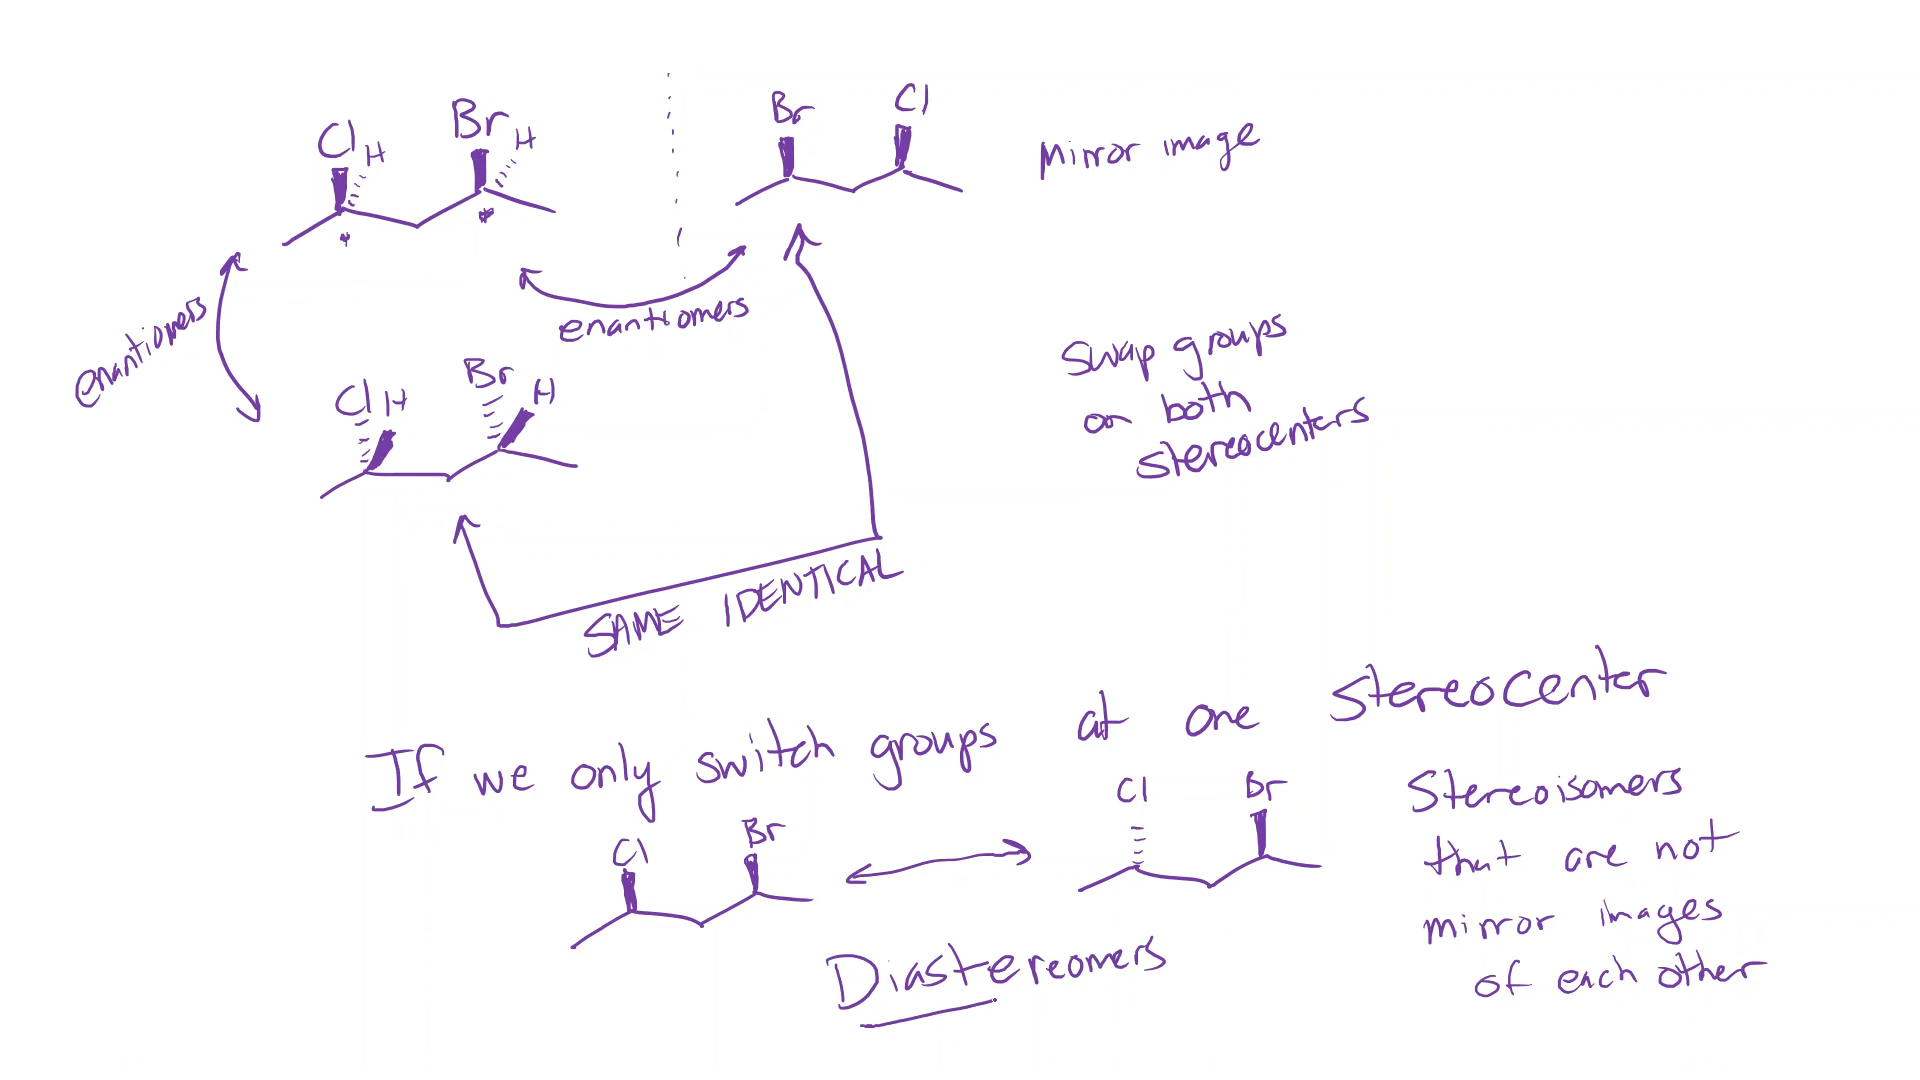 Cl H Br H
Br Cl
Mirror image
enantiomers
enantiomers
Cl H Br H
Swap groups
on both
stereocenters
SAME IDENTICAL
If we only switch groups at one stereocenter
Cl Br
Cl Br
Diastereomers
Stereoisomers
that are not
mirror images
of each other